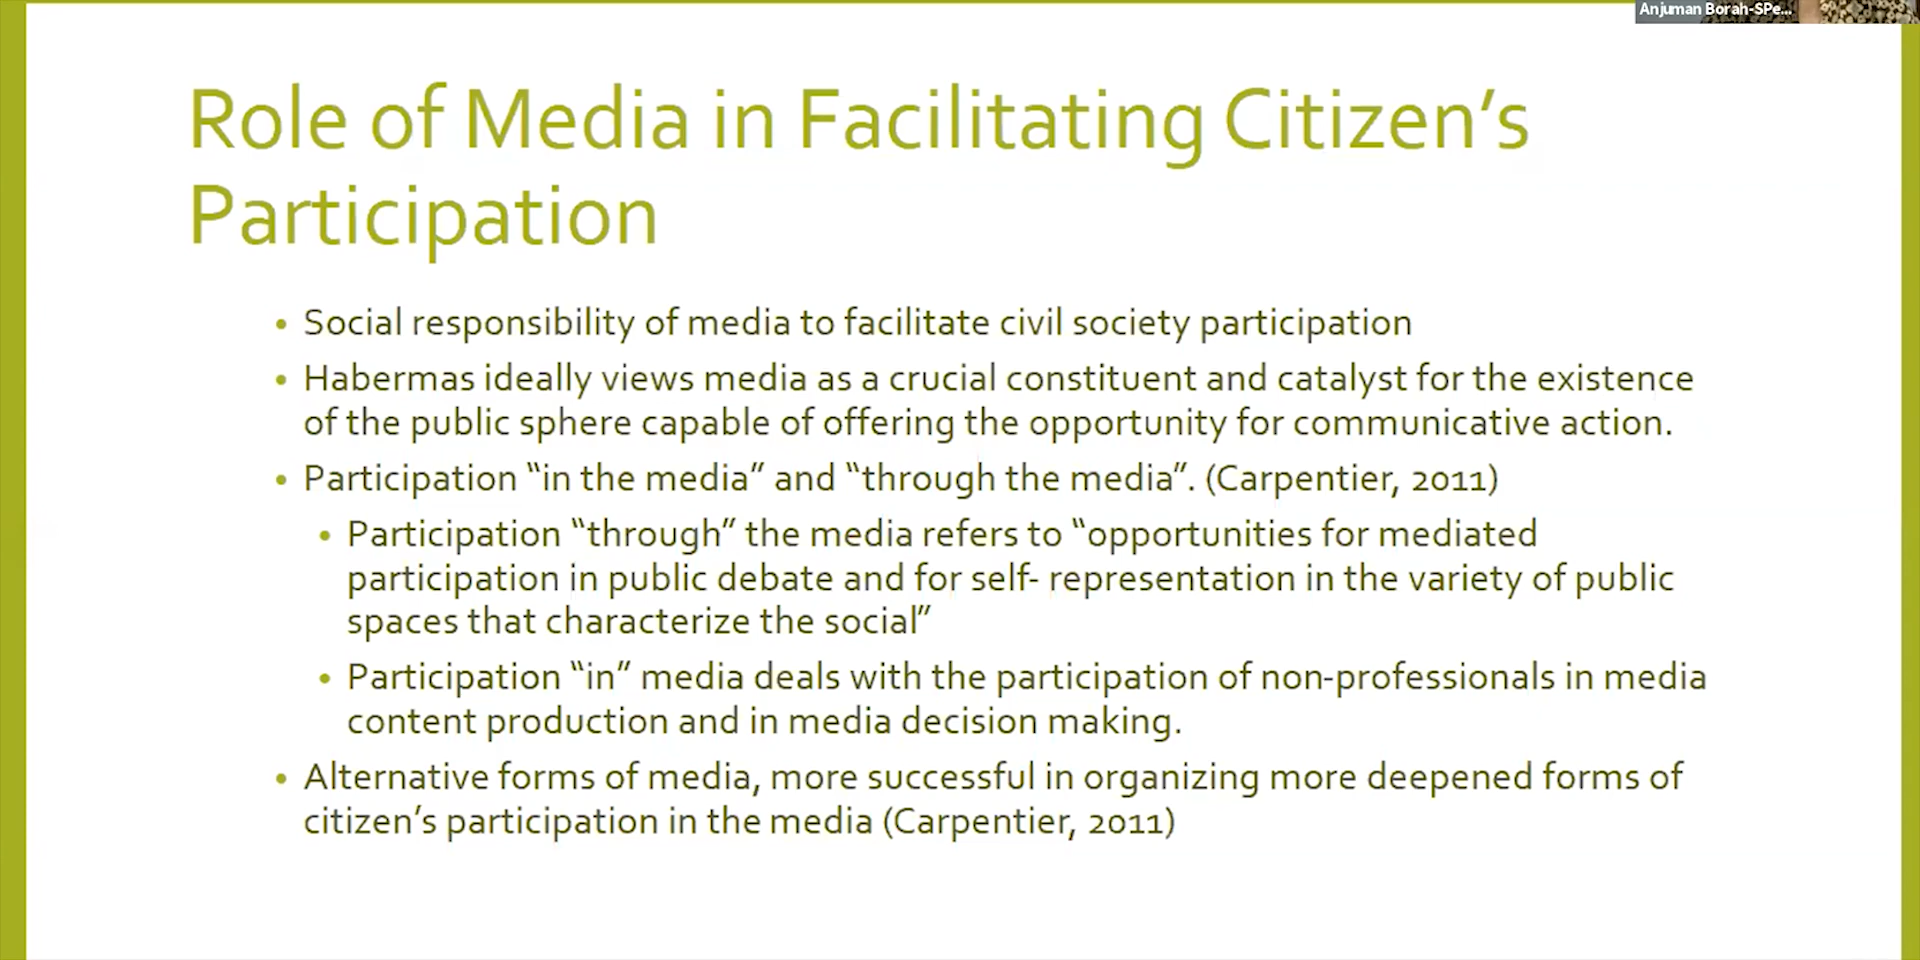 Anjuman Borah-SPe...
Role of Media in Facilitating Citizen’s
Participation
• Social responsibility of media to facilitate civil society participation
• Habermas ideally views media as a crucial constituent and catalyst for the existence
of the public sphere capable of offering the opportunity for communicative action.
• Participation “in the media” and “through the media”. (Carpentier, 2011)
• Participation “through” the media refers to “opportunities for mediated
participation in public debate and for self- representation in the variety of public
spaces that characterize the social”
• Participation “in” media deals with the participation of non-professionals in media
content production and in media decision making.
• Alternative forms of media, more successful in organizing more deepened forms of
citizen’s participation in the media (Carpentier, 2011)